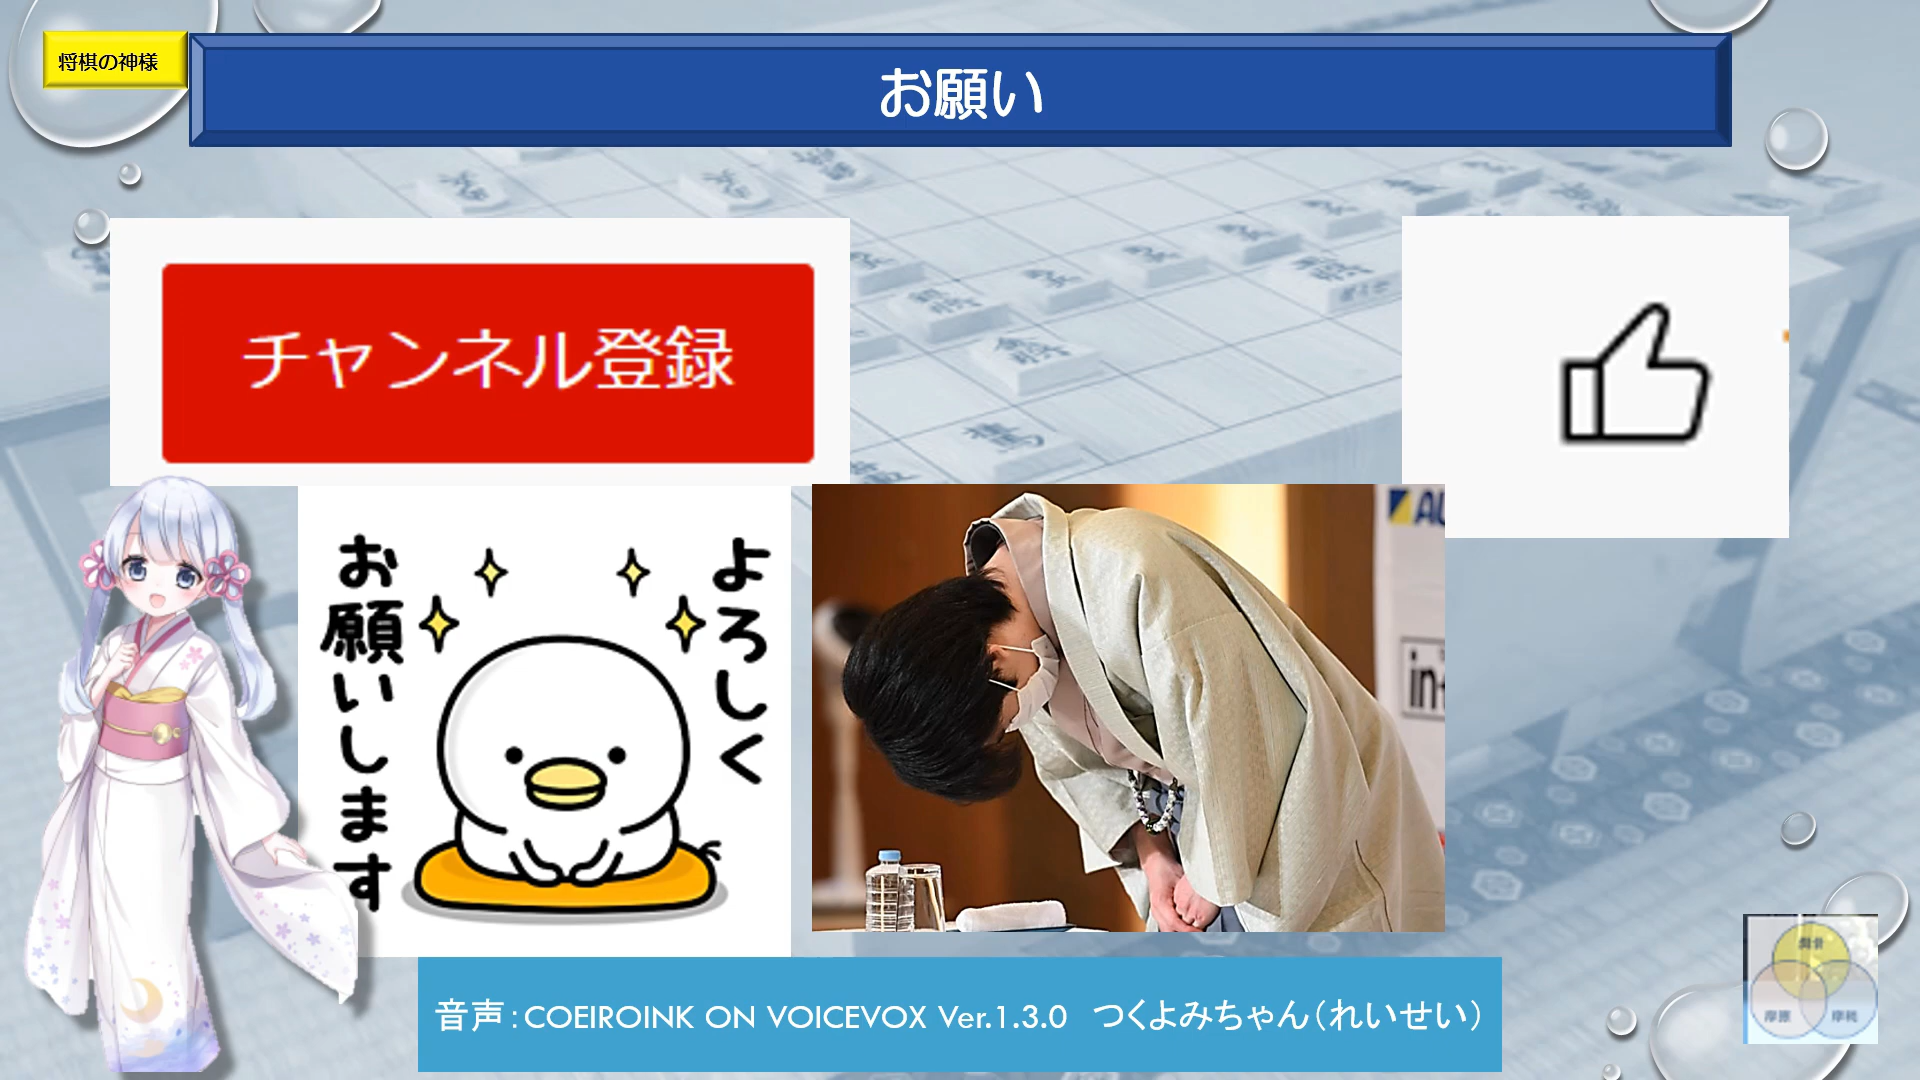 将棋の神様
お願い
チャンネル登録
よろしく
お願いします
音声：COEIROINK ON VOICEVOX Ver.1.3.0　つくよみちゃん（れいせい）